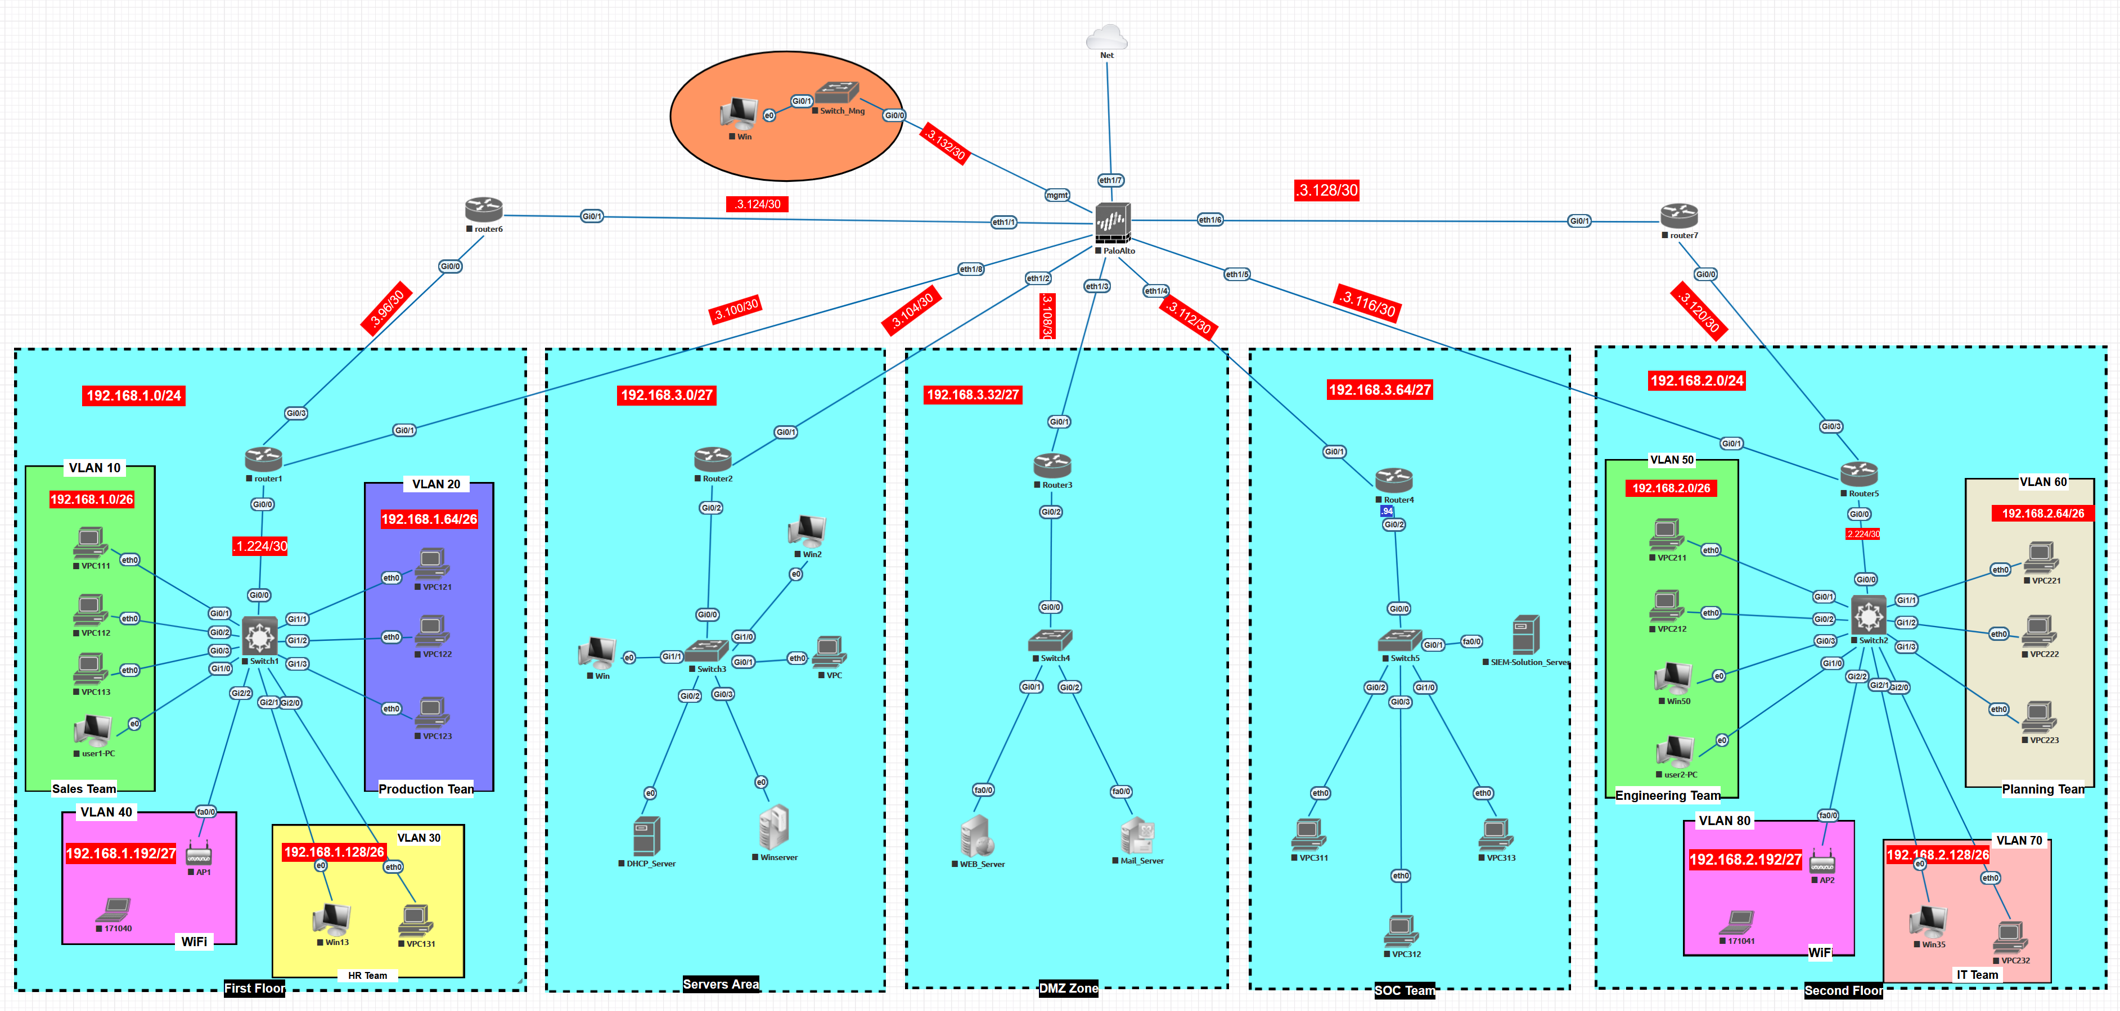 Net
Gi0/1
Switch_Mng
e0
Win
Gi0/0
.3.132/30
eth1/7
mgmt
.3.128/30
.3.124/30
router6
Gi0/1
eth1/1
PaloAlto
eth1/6
Gi0/1
router7
Gi0/0
eth1/8
eth1/2
eth1/3
eth1/4
eth1/5
Gi0/0
.3.96/30
.3.100/30
.3.104/30
.3.108/30
.3.112/30
.3.116/30
.3.120/30
192.168.1.0/24
Gi0/3
Gi0/1
router1
Gi0/0
VLAN 10
192.168.1.0/26
VPC111
eth0
VPC112
eth0
VPC113
eth0
user1-PC
e0
Sales Team
.1.224/30
Gi0/0
Gi0/1
Gi0/2
Gi0/3
Gi1/0
Gi1/1
Gi1/2
Gi1/3
Switch1
Gi2/2
Gi2/1
Gi2/0
VLAN 20
192.168.1.64/26
eth0
VPC121
eth0
VPC122
eth0
VPC123
Production Tean
VLAN 40
fa0/0
192.168.1.192/27
AP1
171040
WiFi
VLAN 30
192.168.1.128/26
e0
eth0
Win13
VPC131
HR Team
First Floor
192.168.3.0/27
Gi0/1
Router2
Gi0/2
Win2
e0
Gi0/0
Gi1/0
Win
e0
Gi1/1
Switch3
Gi0/1
eth0
VPC
Gi0/2
Gi0/3
e0
e0
DHCP_Server
Winserver
Servers Area
192.168.3.32/27
Gi0/1
Router3
Gi0/2
Gi0/0
Switch4
Gi0/1
Gi0/2
fa0/0
fa0/0
WEB_Server
Mail_Server
DMZ Zone
192.168.3.64/27
Gi0/1
Router4
.94
Gi0/2
Gi0/0
Switch5
Gi0/1
fa0/0
SIEM-Solution_Server
Gi0/2
Gi0/3
Gi1/0
eth0
eth0
VPC311
VPC313
eth0
VPC312
SOC Team
192.168.2.0/24
Gi0/3
Gi0/1
Router5
Gi0/0
2.224/30
Gi0/0
VLAN 50
192.168.2.0/26
VPC211
eth0
VPC212
eth0
Win50
e0
user2-PC
e0
Engineering Team
Gi0/1
Gi0/2
Gi0/3
Gi1/0
Gi1/1
Gi1/2
Gi1/3
Switch2
Gi2/2
Gi2/1
Gi2/0
VLAN 60
192.168.2.64/26
eth0
VPC221
eth0
VPC222
eth0
VPC223
Planning Team
VLAN 80
fa0/0
192.168.2.192/27
AP2
171041
WiF
VLAN 70
192.168.2.128/26
e0
eth0
Win35
VPC232
IT Team
Second Floor